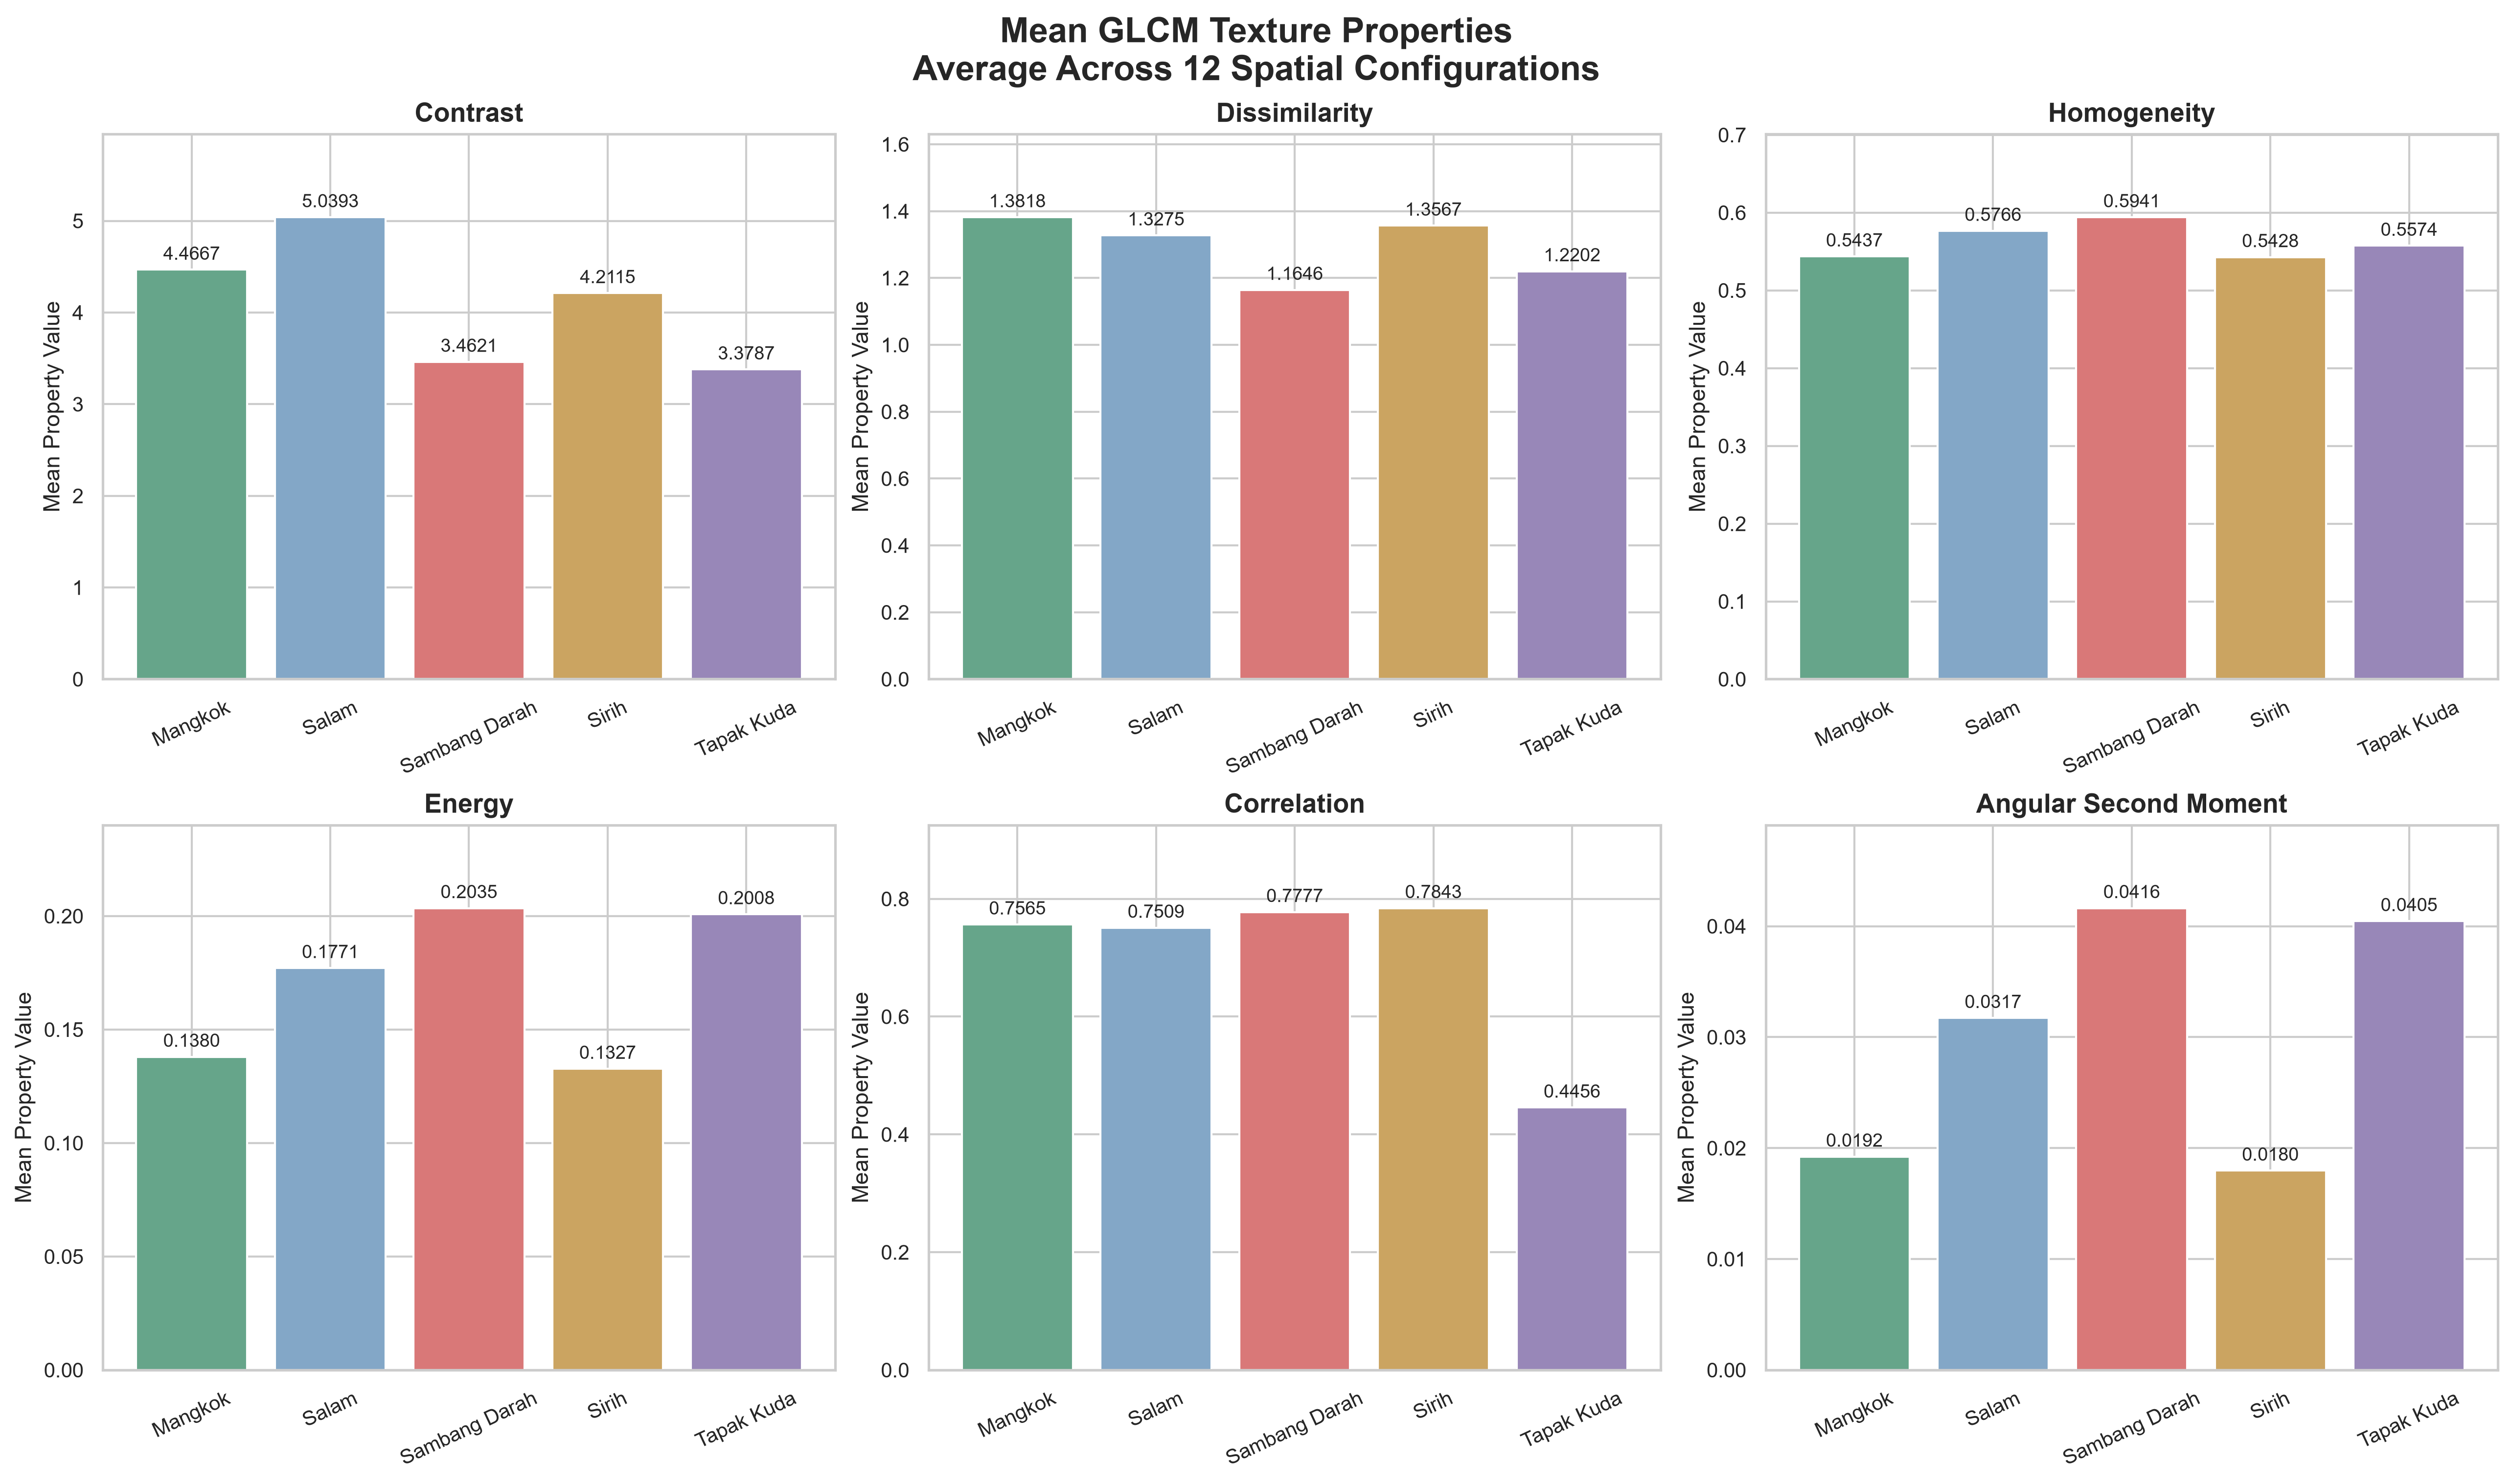 Mean GLCM Texture Properties
Average Across 12 Spatial Configurations
Contrast
Mean Property Value
5
4
3
2
1
0
4.4667
5.0393
3.4621
4.2115
3.3787
Mangkok
Salam
Sambang Darah
Sirih
Tapak Kuda
Dissimilarity
Mean Property Value
1.6
1.4
1.2
1.0
0.8
0.6
0.4
0.2
0.0
1.3818
1.3275
1.1646
1.3567
1.2202
Mangkok
Salam
Sambang Darah
Sirih
Tapak Kuda
Homogeneity
Mean Property Value
0.7
0.6
0.5
0.4
0.3
0.2
0.1
0.0
0.5437
0.5766
0.5941
0.5428
0.5574
Mangkok
Salam
Sambang Darah
Sirih
Tapak Kuda
Energy
Mean Property Value
0.20
0.15
0.10
0.05
0.00
0.1380
0.1771
0.2035
0.1327
0.2008
Mangkok
Salam
Sambang Darah
Sirih
Tapak Kuda
Correlation
Mean Property Value
0.8
0.6
0.4
0.2
0.0
0.7565
0.7509
0.7777
0.7843
0.4456
Mangkok
Salam
Sambang Darah
Sirih
Tapak Kuda
Angular Second Moment
Mean Property Value
0.04
0.03
0.02
0.01
0.00
0.0192
0.0317
0.0416
0.0180
0.0405
Mangkok
Salam
Sambang Darah
Sirih
Tapak Kuda